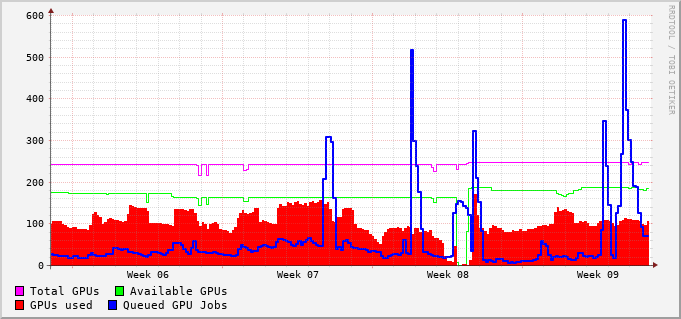 600
500
400
300
200
100
0
Week 06 Week 07 Week 08 Week 09
Total GPUs Available GPUs
GPUs used Queued GPU Jobs
RRDTOOL / TOBI OETIKER